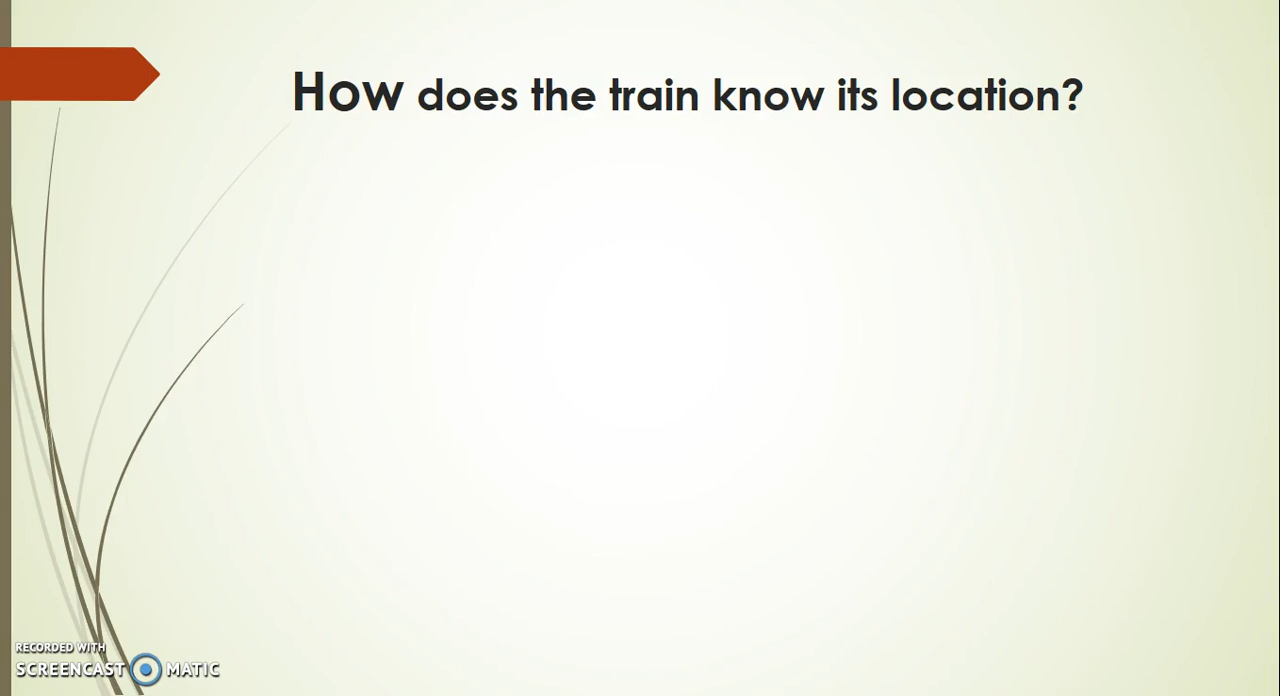 How does the train know its location?
RECORDED WITH
SCREENCAST MATIC